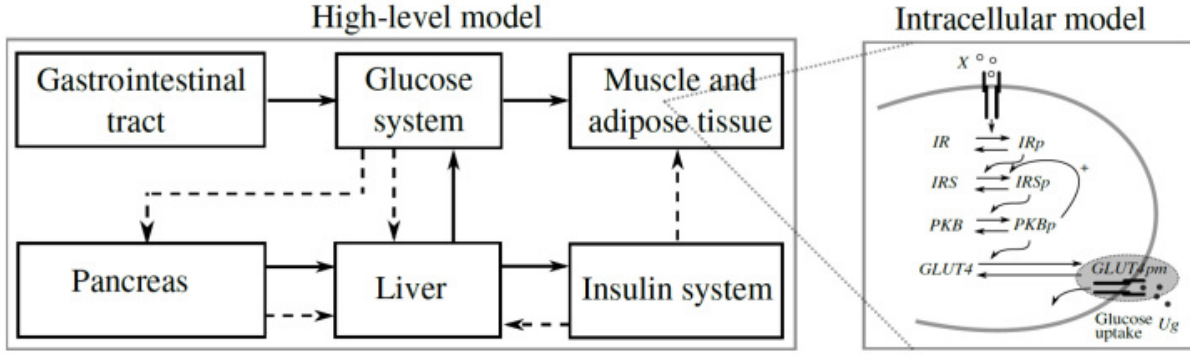 High-level model
Intracellular model
Gastrointestinal
tract
Glucose
system
Muscle and
adipose tissue
Pancreas
Liver
Insulin system
X
IR
IRp
IRS
IRSp
+
PKB
PKBp
GLUT4
GLUT4pm
Glucose
uptake
Ug